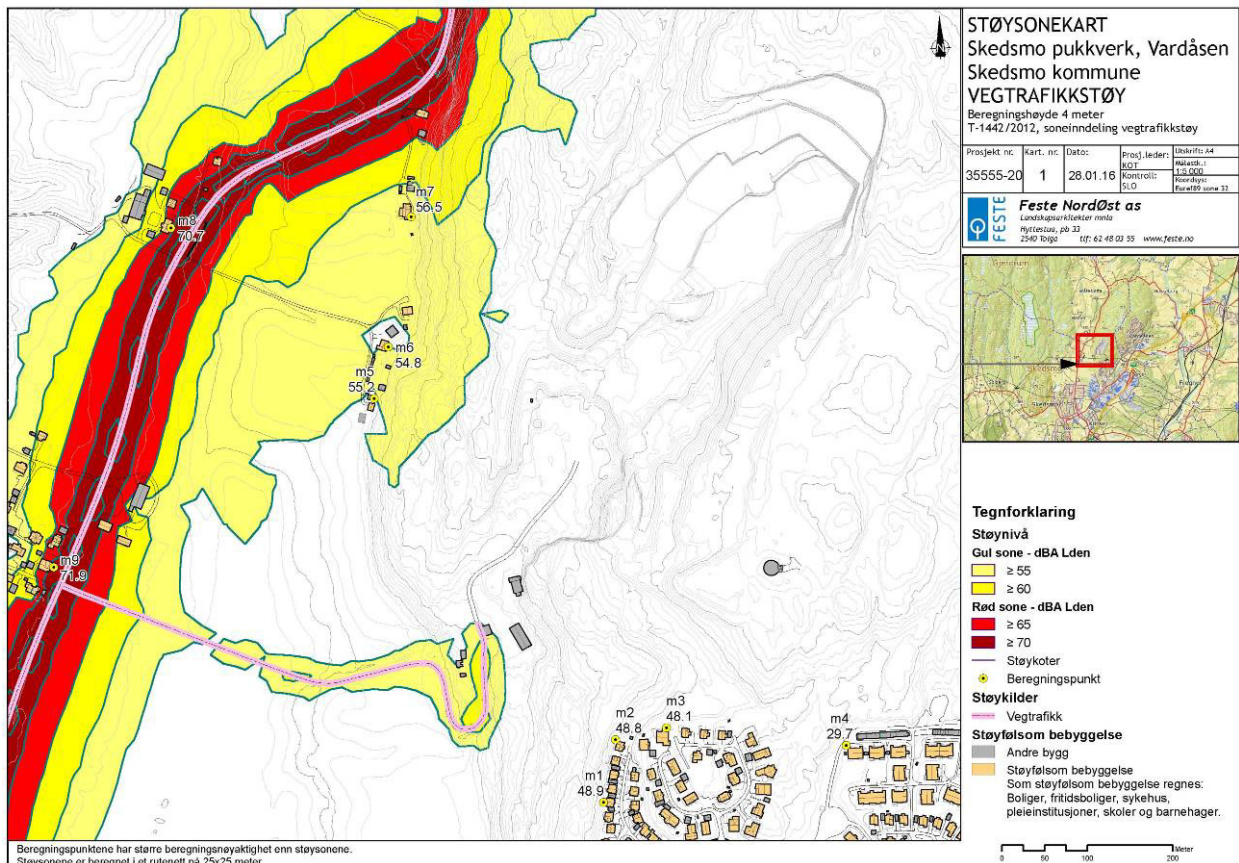 STØYSONEKART
Skedsmo pukkverk, Vardåsen
Skedsmo kommune
VEGTRAFIKKSTØY
Beregningshøyde 4 meter
T-1442/2012, soneinndeling vegtrafikkstøy
Prosjekt nr.
35555-20
Kart. nr.
1
Dato:
28.01.16
Prosj.leder:
KOT
Kontroll:
SLO
Utskrift: A4
Målestk.:
1:5 000
Koordsys:
Euref89 sone 32
FESTE
Feste NordØst as
Landskapsarkitekter mnla
Hyttestua, pb 33
2540 Tolga tlf: 62 48 03 55 www.feste.no
Tegnforklaring
Støynivå
Gul sone - dBA Lden
≥ 55
≥ 60
Rød sone - dBA Lden
≥ 65
≥ 70
Støykoter
Beregningspunkt
Støykilder
Vegtrafikk
Støyfølsom bebyggelse
Andre bygg
Støyfølsom bebyggelse
Som støyfølsom bebyggelse regnes:
Boliger, fritidsboliger, sykehus,
pleieinstitusjoner, skoler og barnehager.
Meter
0 50 100 200
N
m7
56.5
m8
70.7
m6
54.8
m5
55.2
m9
71.9
m2
48.8
m3
48.1
m4
29.7
m1
48.9
Beregningspunktene har større beregningsnøyaktighet enn støysonene.
Støysonene er beregnet i et rutenett på 25x25 meter